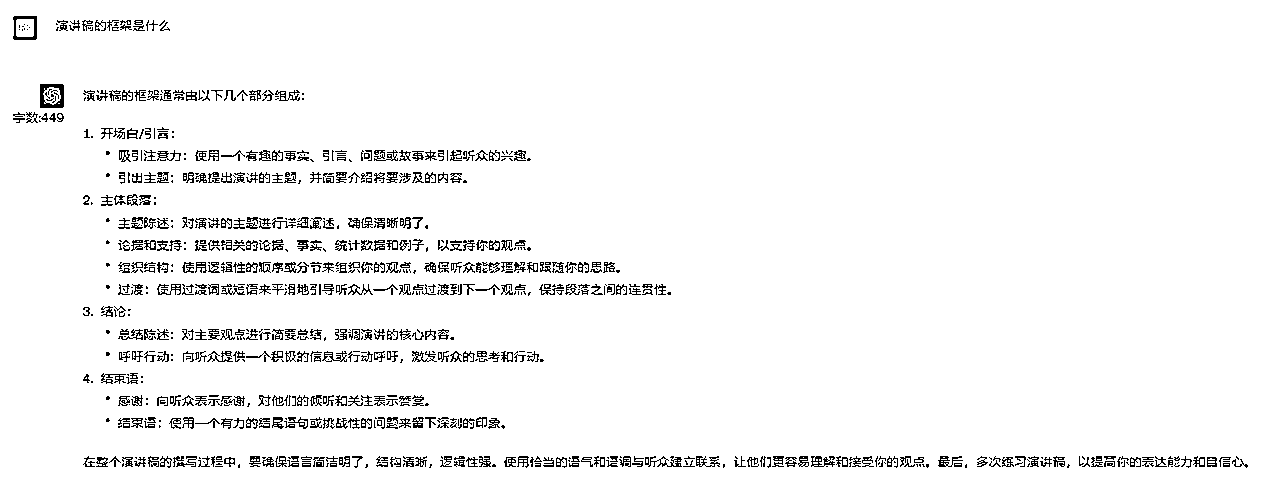 演讲稿的框架是什么
演讲稿的框架通常由以下几个部分组成：
字数:449
1. 开场白/引言：
• 吸引注意力：使用一个有趣的事实、引言、问题或故事来引起听众的兴趣。
• 引出主题：明确提出演讲的主题，并简要介绍将要涉及的内容。
2. 主体段落：
• 主题陈述：对演讲的主题进行详细阐述，确保清晰明了。
• 论据和支持：提供相关的论据、事实、统计数据和例子，以支持你的观点。
• 组织结构：使用逻辑性的顺序或分节来组织你的观点，确保听众能够理解和跟随你的思路。
• 过渡：使用过渡词或短语来平滑地引导听众从一个观点过渡到下一个观点，保持段落之间的连贯性。
3. 结论：
• 总结陈述：对主要观点进行简要总结，强调演讲的核心内容。
• 呼吁行动：向听众提供一个积极的信息或行动呼吁，激发听众的思考和行动。
4. 结束语：
• 感谢：向听众表示感谢，对他们的倾听和关注表示赞赏。
• 结束语：使用一个有力的结尾语句或挑战性的问题来留下深刻的印象。
在整个演讲稿的撰写过程中，要确保语言简洁明了，结构清晰，逻辑性强。使用恰当的语气和语调与听众建立联系，让他们更容易理解和接受你的观点。最后，多次练习演讲稿，以提高你的表达能力和自信心。